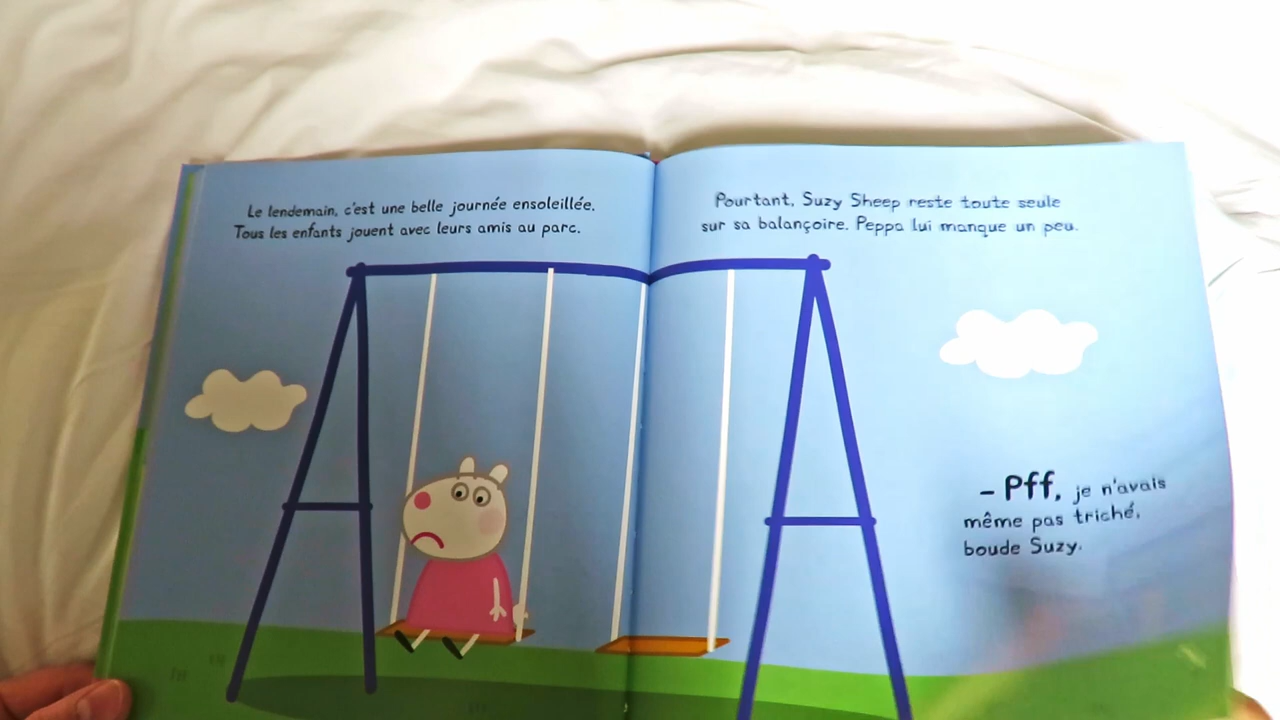 Le lendemain, c'est une belle journée ensoleillée.
Tous les enfants jouent avec leurs amis au parc.
Pourtant, Suzy Sheep reste toute seule
sur sa balançoire. Peppa lui manque un peu.
- Pff, je n'avais
même pas triché,
boude Suzy.